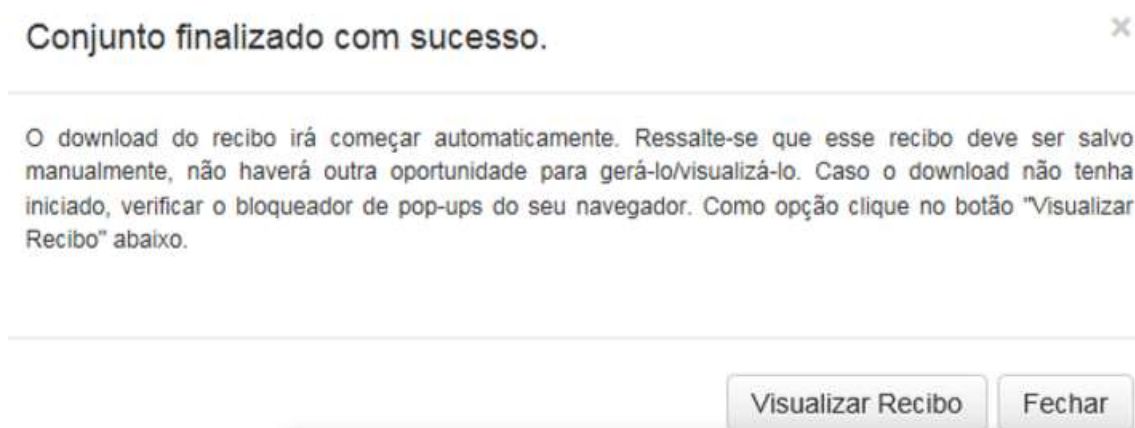 Conjunto finalizado com sucesso.
×
O download do recibo irá começar automaticamente. Ressalte-se que esse recibo deve ser salvo
manualmente, não haverá outra oportunidade para gerá-lo/visualizá-lo. Caso o download não tenha
iniciado, verificar o bloqueador de pop-ups do seu navegador. Como opção clique no botão "Visualizar
Recibo" abaixo.
Visualizar Recibo Fechar